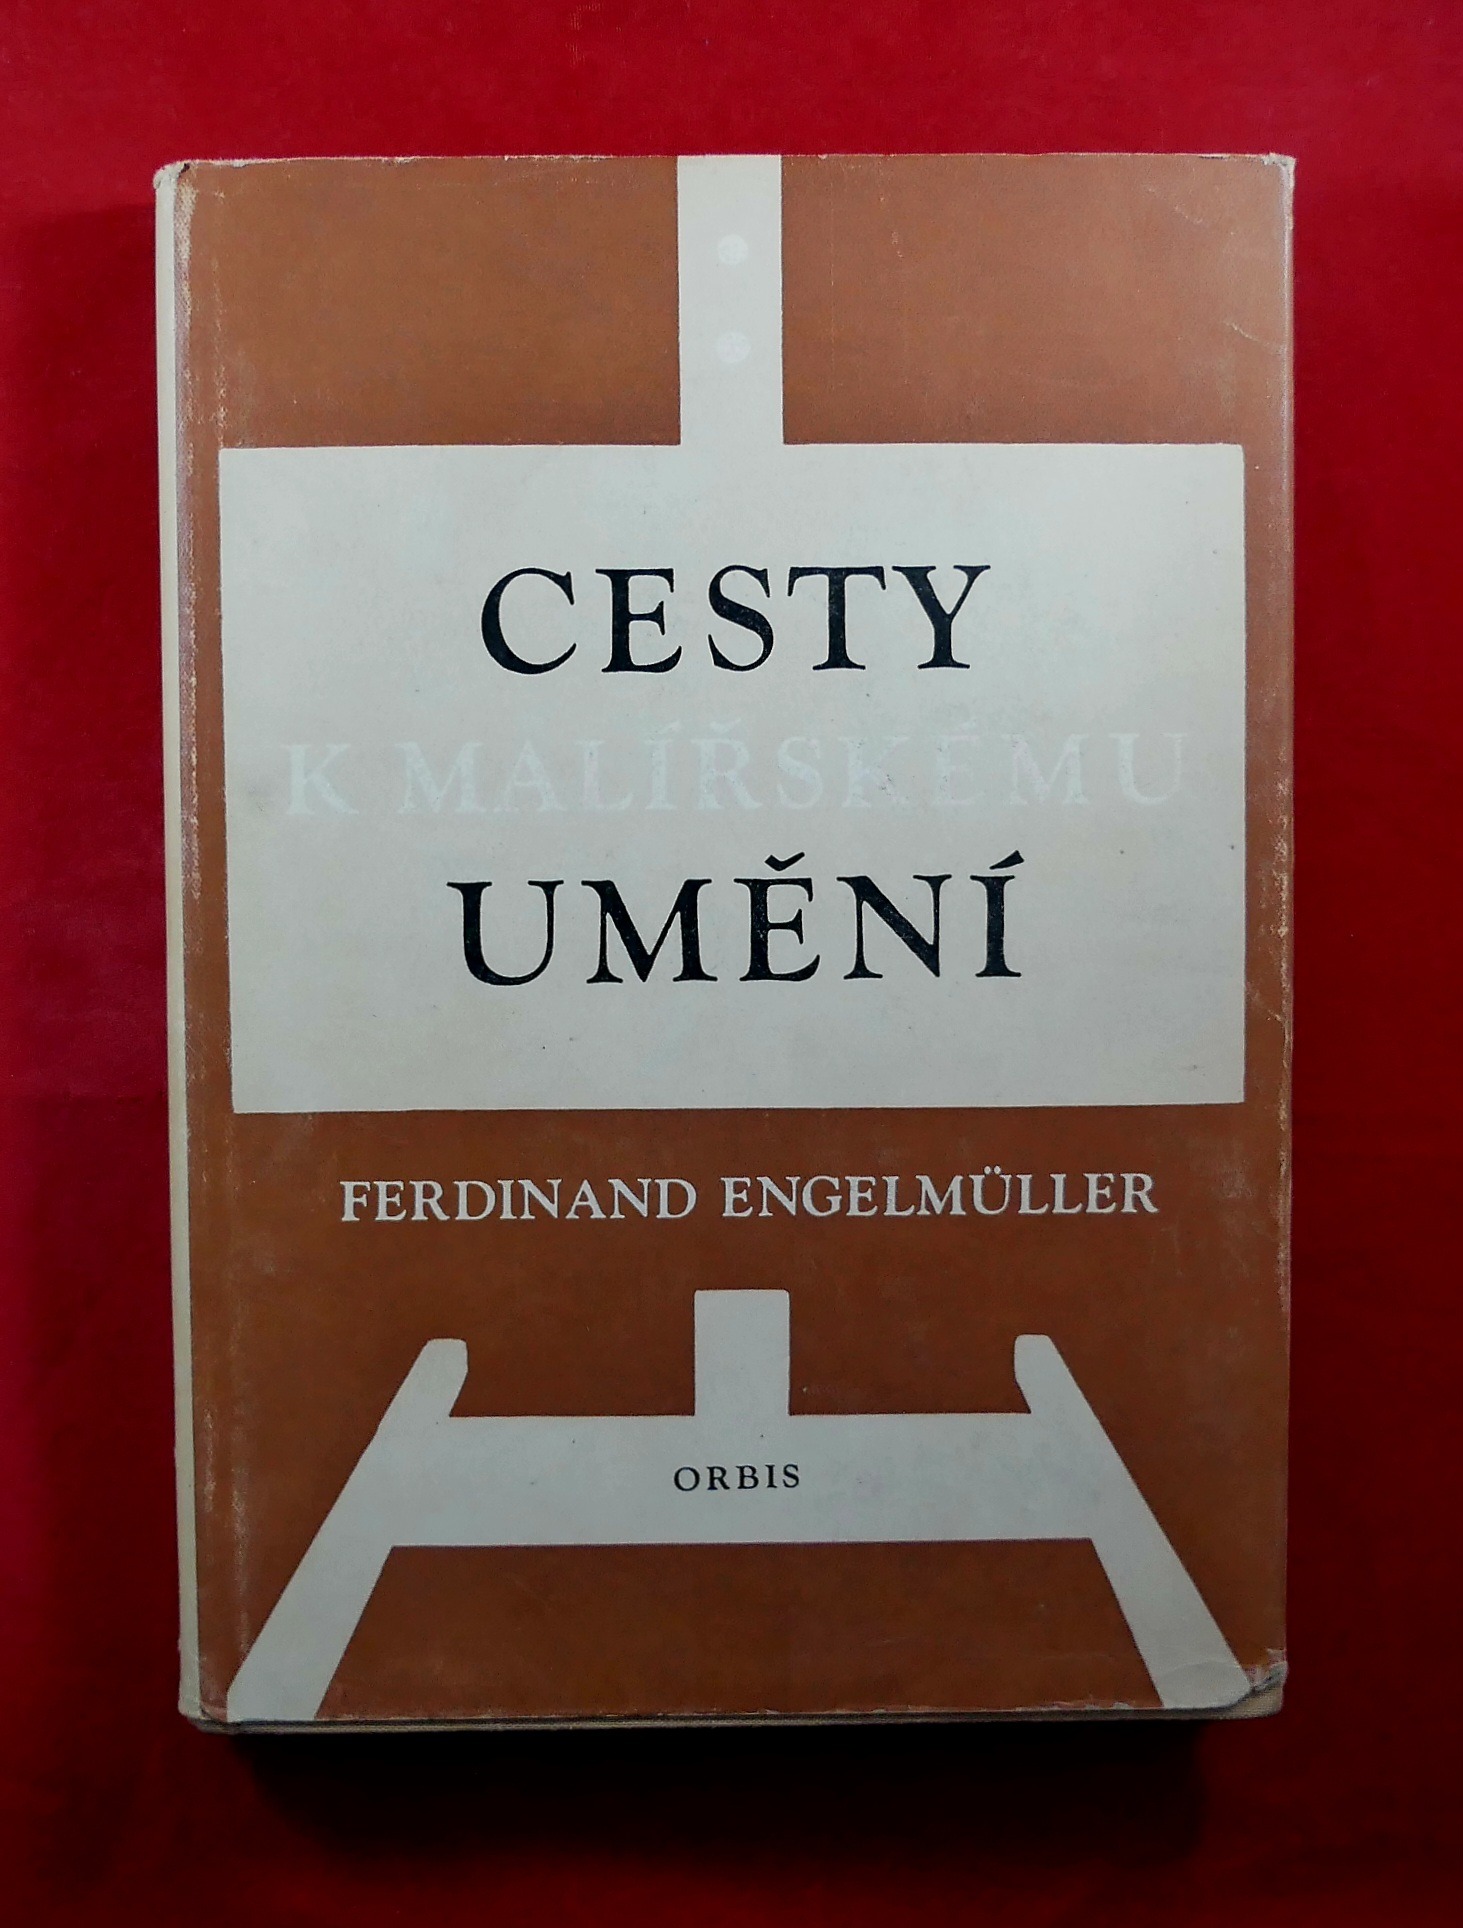 CESTY
K MALÍŘSKÉMU
UMĚNÍ
FERDINAND ENGELMÜLLER
ORBIS